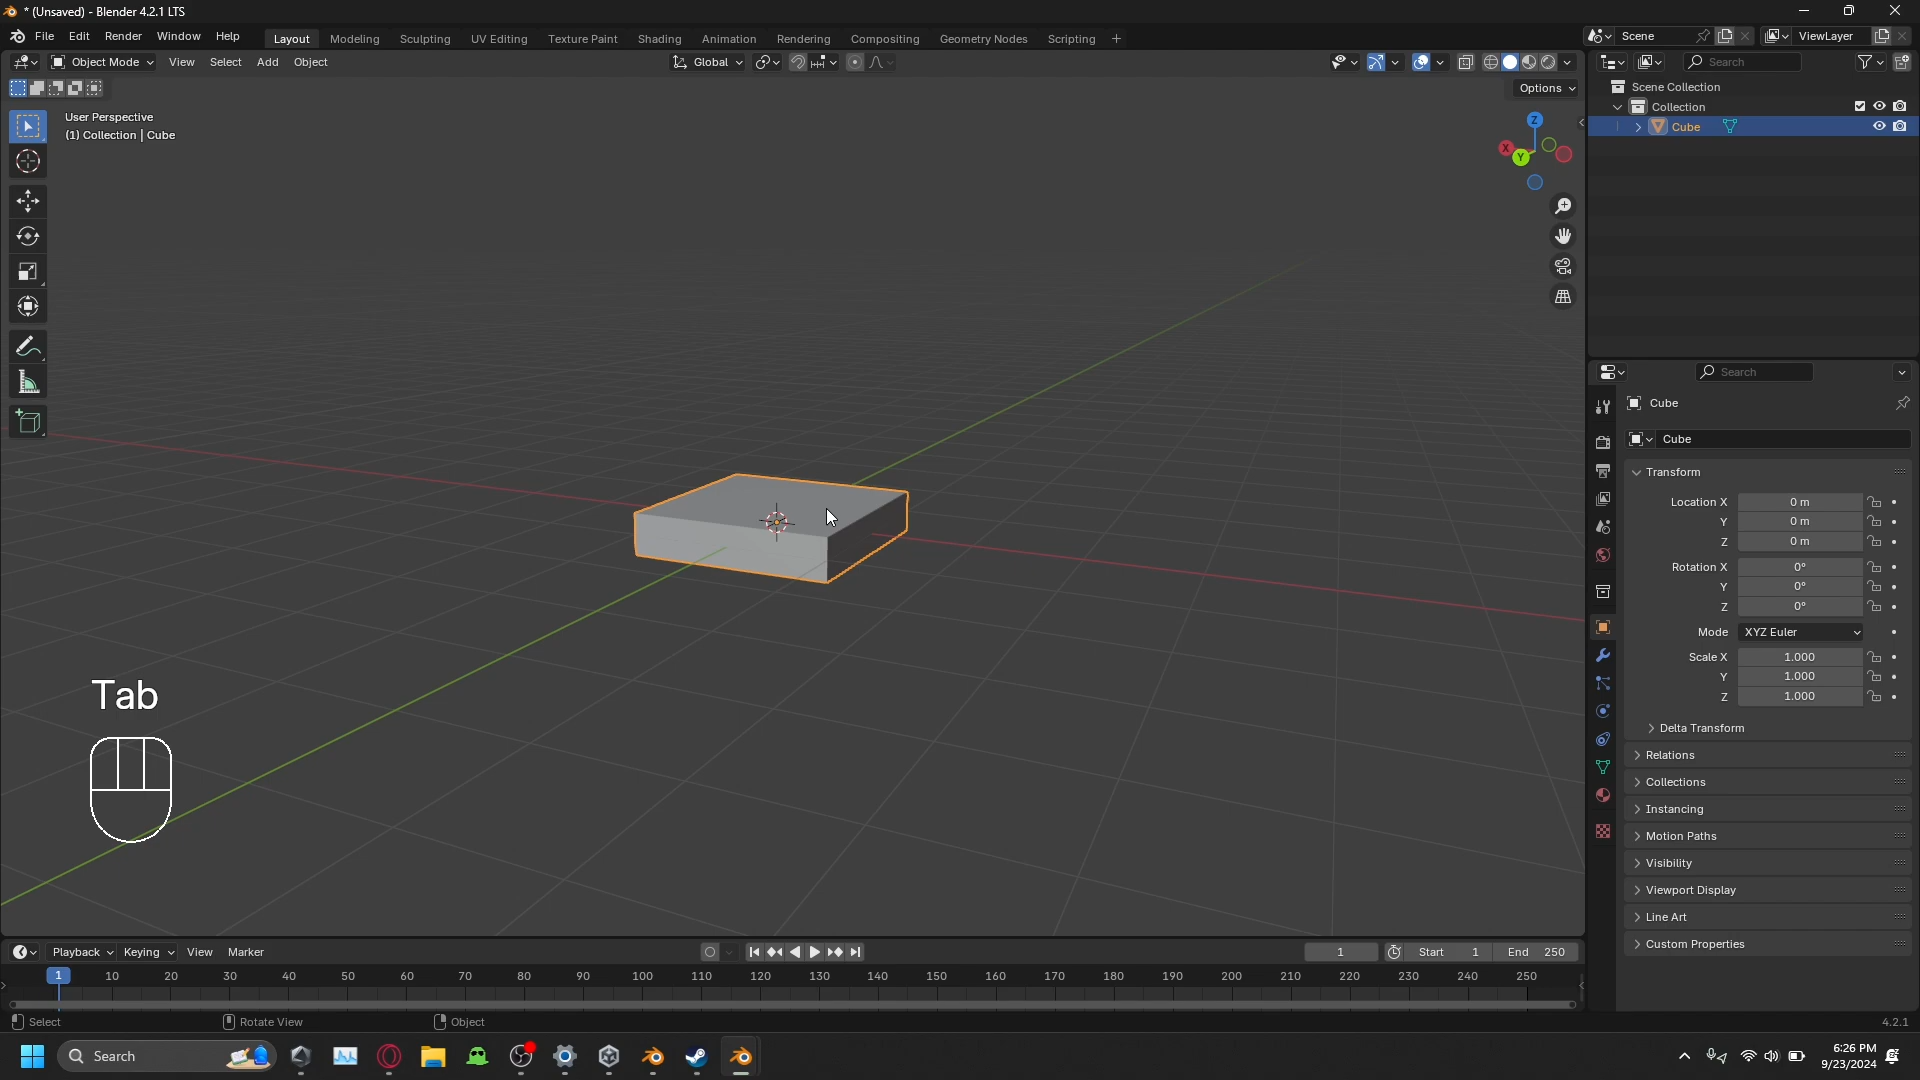 * (Unsaved) - Blender 4.2.1 LTS
File Edit Render Window Help Layout Modeling Sculpting UV Editing Texture Paint Shading Animation Rendering Compositing Geometry Nodes Scripting + Scene ViewLayer
Object Mode View Select Add Object Global Search
Options
User Perspective
(1) Collection | Cube
Z
X
Y
Scene Collection
Collection
Cube
Search
Cube
Cube
Transform
Location X 0 m
Y 0 m
Z 0 m
Rotation X 0°
Y 0°
Z 0°
Mode XYZ Euler
Scale X 1.000
Y 1.000
Z 1.000
Delta Transform
Relations
Collections
Instancing
Motion Paths
Visibility
Viewport Display
Line Art
Custom Properties
Tab
Playback Keying View Marker 1 Start 1 End 250
1 10 20 30 40 50 60 70 80 90 100 110 120 130 140 150 160 170 180 190 200 210 220 230 240 250
Select Rotate View Object 4.2.1
Search
6:26 PM
9/23/2024